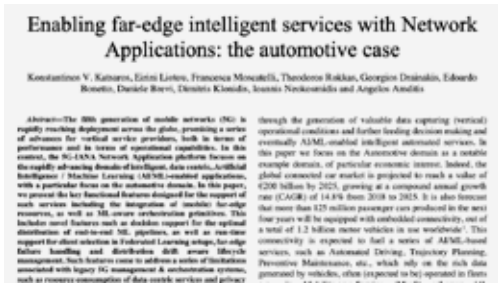 Enabling far-edge intelligent services with Network
Applications: the automotive case
Konstantinos V. Katsaros, Eirini Liotou, Francesca Moscatelli, Theodoros Rokkas, Georgios Drainakis, Edoardo
Bonetto, Daniele Brevi, Dimitris Klonidis, Ioannis Neokosmidis and Angelos Amditis
Abstract—The fifth generation of mobile networks (5G) is
rapidly reaching deployment across the globe, promising a series
of advances for vertical service providers, both in terms of
performance and in terms of operational capabilities. In this
context, the 5G-IANA Network Application platform focuses on
the rapidly advancing domain of intelligent, data centric, Artificial
Intelligence / Machine Learning (AI/ML)-enabled applications,
with a particular focus on the automotive domain. In this paper,
we present the key functional features designed for the support of
such services including the integration of (mobile) far-edge
resources, as well as ML-aware orchestration primitives. This
includes novel features such as decision support for the optimal
distribution of end-to-end ML pipelines, as well as run-time
support for client selection in Federated Learning setups, far-edge
failure handling and distribution drift aware lifecycle
management. Such features come to address a series of limitations
associated with legacy 5G management & orchestration systems,
such as resource-consumption of data centric services and privacy
through the generation of valuable data capturing (vertical)
operational conditions and further feeding decision making and
eventually AI/ML-enabled intelligent automated services. In
this paper we focus on the Automotive domain as a notable
example domain, of particular economic interest. Indeed, the
global connected car market is projected to reach a value of
€200 billion by 2025, growing at a compound annual growth
rate (CAGR) of 14.8% from 2018 to 2025. It is also forecast
that more than 125 million passenger cars produced in the next
four years will be equipped with embedded connectivity, out of
a total of 1.2 billion motor vehicles in use worldwide¹. This
connectivity is expected to fuel a series of AI/ML-based
services, such as Automated Driving, Trajectory Planning,
Preventive Maintenance, etc., which rely on the rich data
generated by vehicles, often (expected to be) operated in fleets